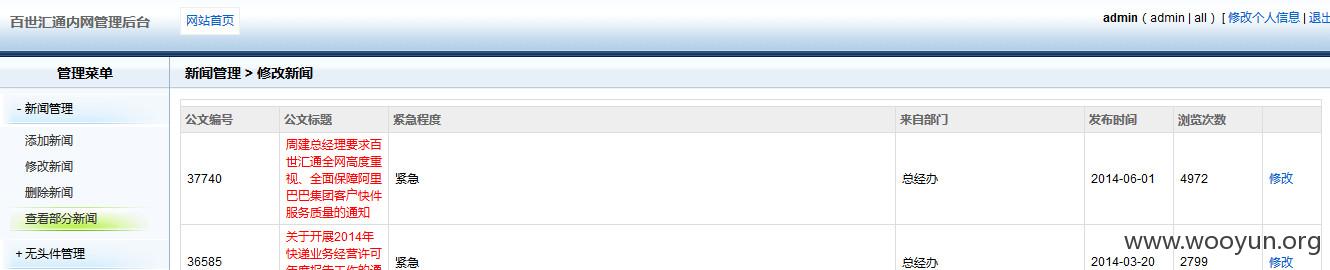 百世汇通内网管理后台
网站首页
admin（admin | all ）[ 修改个人信息 | 退出
管理菜单
- 新闻管理
添加新闻
修改新闻
删除新闻
查看部分新闻
+ 无头件管理
新闻管理 > 修改新闻
公文编号 公文标题 紧急程度 来自部门 发布时间 浏览次数
37740
周建总经理要求百
世汇通全网高度重
视、全面保障阿里
巴巴集团客户快件
服务质量的通知
紧急 总经办 2014-06-01 4972 修改
36585
关于开展2014年
快递业务经营许可
年度报告工作的通
紧急 总经办 2014-03-20 2799 修改
www.wooyun.org